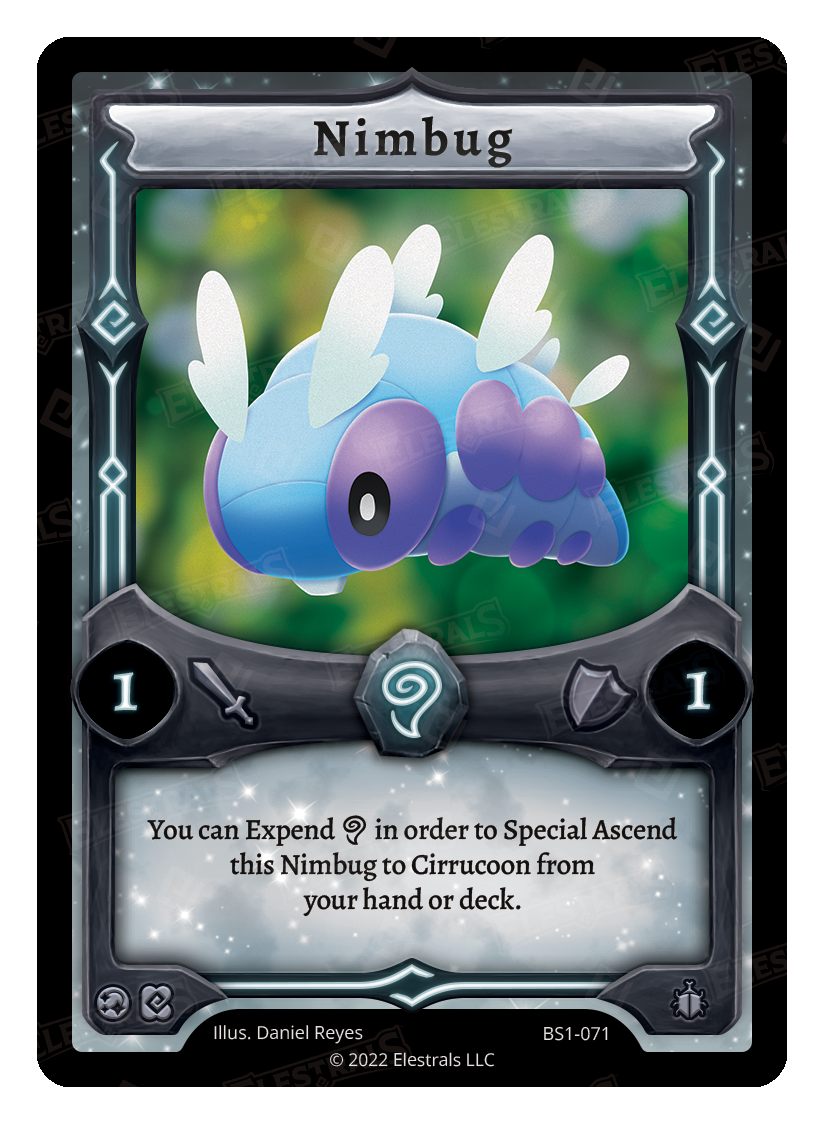 Nimbug
1
1
You can Expend in order to Special Ascend
this Nimbug to Cirrucoon from
your hand or deck.
Illus. Daniel Reyes
BS1-071
© 2022 Elestrals LLC
ELESTRALS